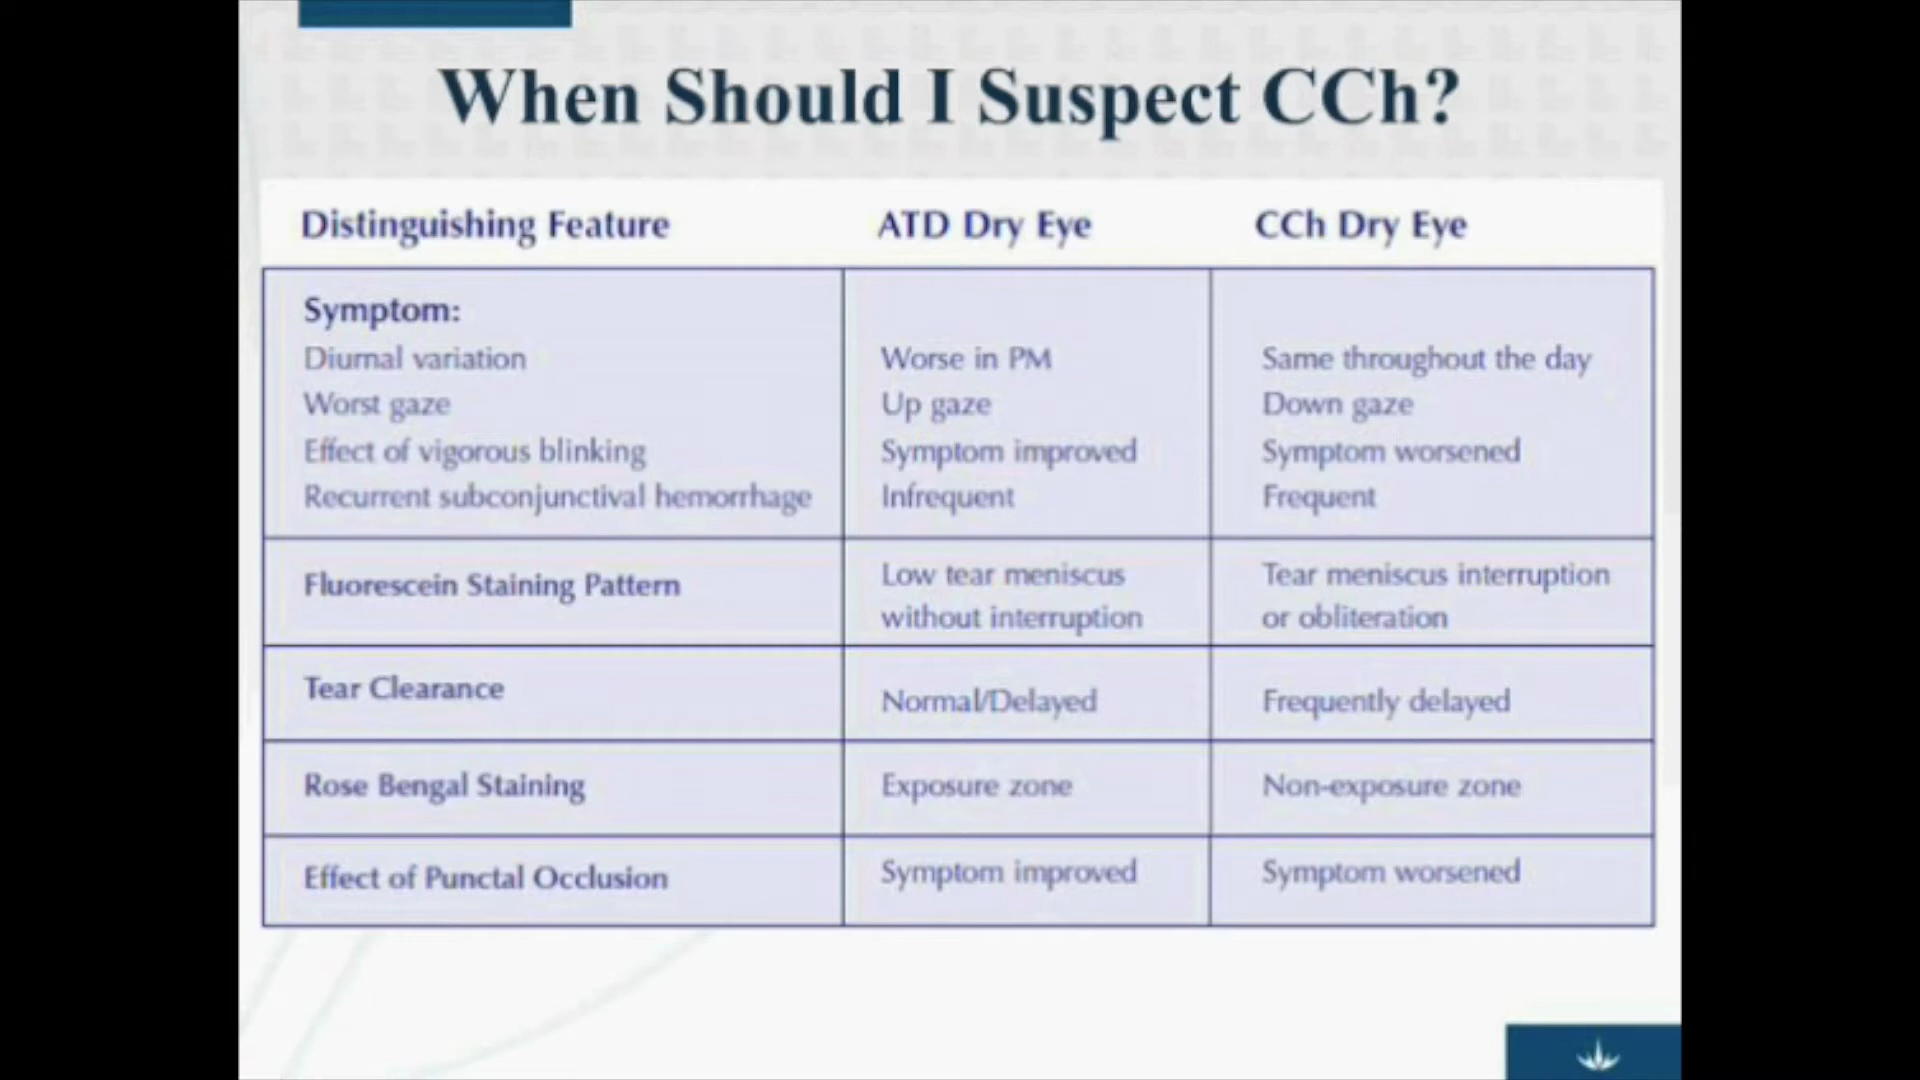 When Should I Suspect CCh?
Distinguishing Feature ATD Dry Eye CCh Dry Eye
Symptom:
Diurnal variation Worse in PM Same throughout the day
Worst gaze Up gaze Down gaze
Effect of vigorous blinking Symptom improved Symptom worsened
Recurrent subconjunctival hemorrhage Infrequent Frequent
Fluorescein Staining Pattern Low tear meniscus without interruption Tear meniscus interruption or obliteration
Tear Clearance Normal/Delayed Frequently delayed
Rose Bengal Staining Exposure zone Non-exposure zone
Effect of Punctal Occlusion Symptom improved Symptom worsened